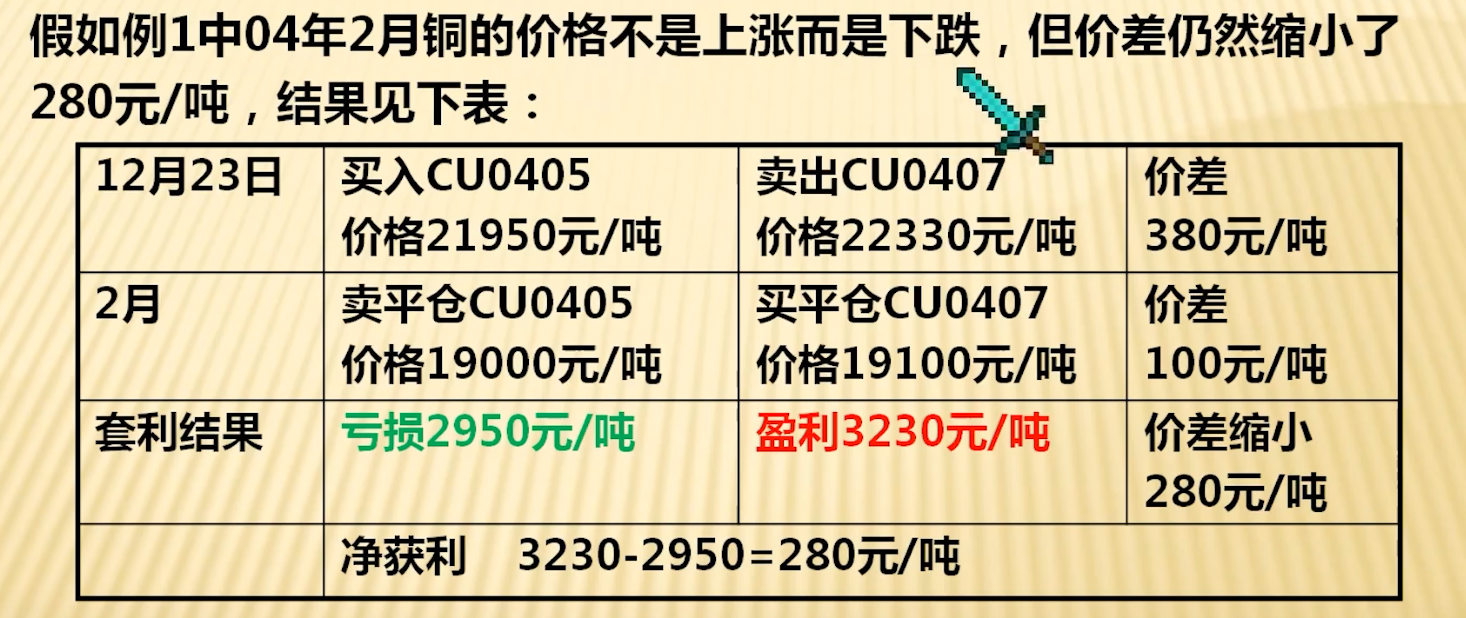 假如例1中04年2月铜的价格不是上涨而是下跌，但价差仍然缩小了
280元/吨，结果见下表：
12月23日 买入CU0405 卖出CU0407 价差
价格21950元/吨 价格22330元/吨 380元/吨
2月 卖平仓CU0405 买平仓CU0407 价差
价格19000元/吨 价格19100元/吨 100元/吨
套利结果 亏损2950元/吨 盈利3230元/吨 价差缩小
280元/吨
净获利 3230-2950=280元/吨